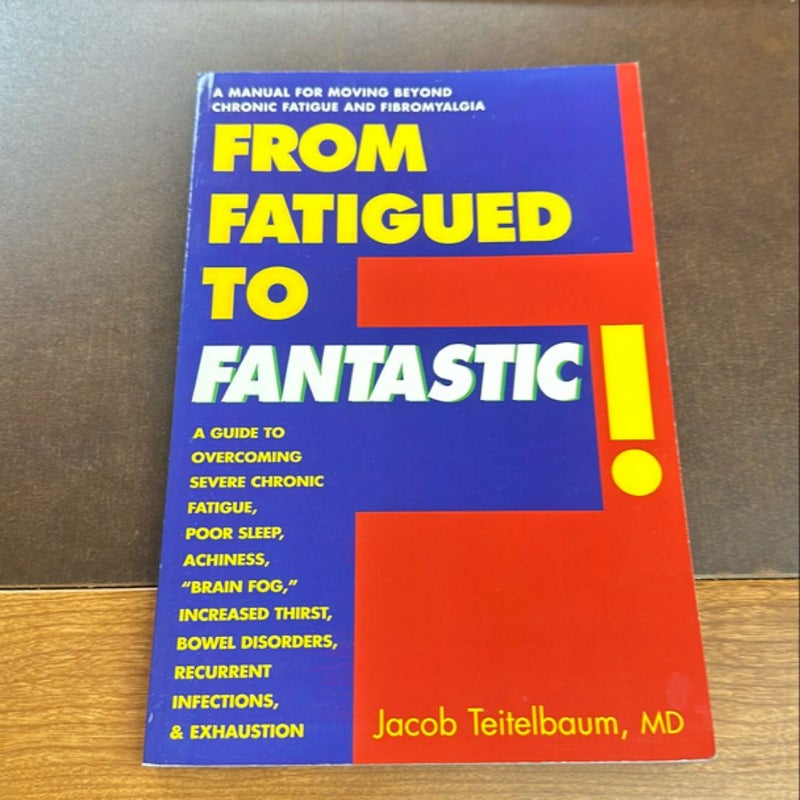 A MANUAL FOR MOVING BEYOND
CHRONIC FATIGUE AND FIBROMYALGIA
FROM
FATIGUED
TO
FANTASTIC!
A GUIDE TO
OVERCOMING
SEVERE CHRONIC
FATIGUE,
POOR SLEEP,
ACHINESS,
“BRAIN FOG,”
INCREASED THIRST,
BOWEL DISORDERS,
RECURRENT
INFECTIONS,
& EXHAUSTION
Jacob Teitelbaum, MD